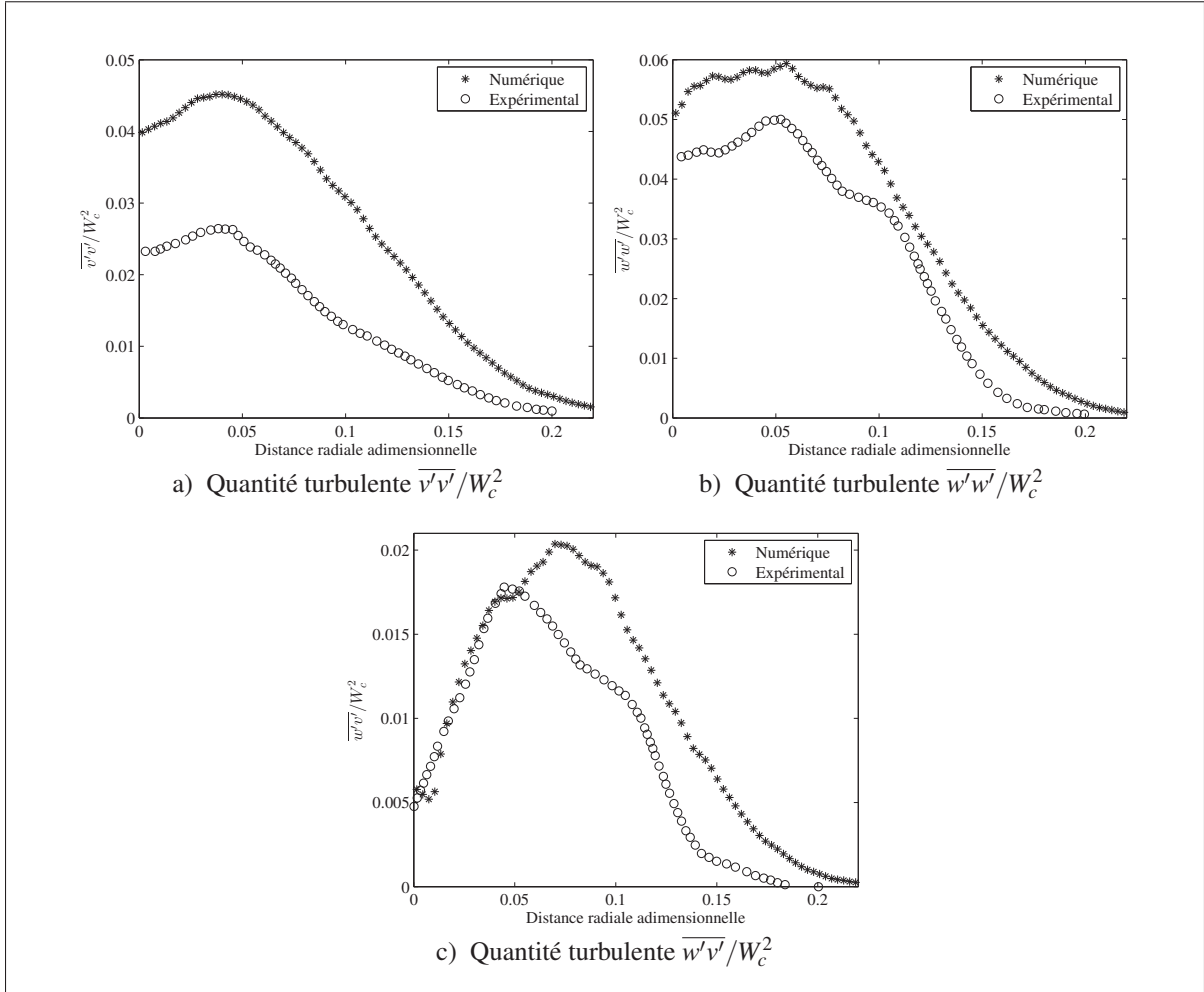 0.05
0.04
0.03
0.02
0.01
0
0 0.05 0.1 0.15 0.2
v'v'/W_c^2
Numérique
Expérimental
Distance radiale adimensionnelle
a) Quantité turbulente v'v'/W_c^2
0.06
0.05
0.04
0.03
0.02
0.01
0
0 0.05 0.1 0.15 0.2
w'w'/W_c^2
Numérique
Expérimental
Distance radiale adimensionnelle
b) Quantité turbulente w'w'/W_c^2
0.02
0.015
0.01
0.005
0
0 0.05 0.1 0.15 0.2
w'v'/W_c^2
Numérique
Expérimental
Distance radiale adimensionnelle
c) Quantité turbulente w'v'/W_c^2